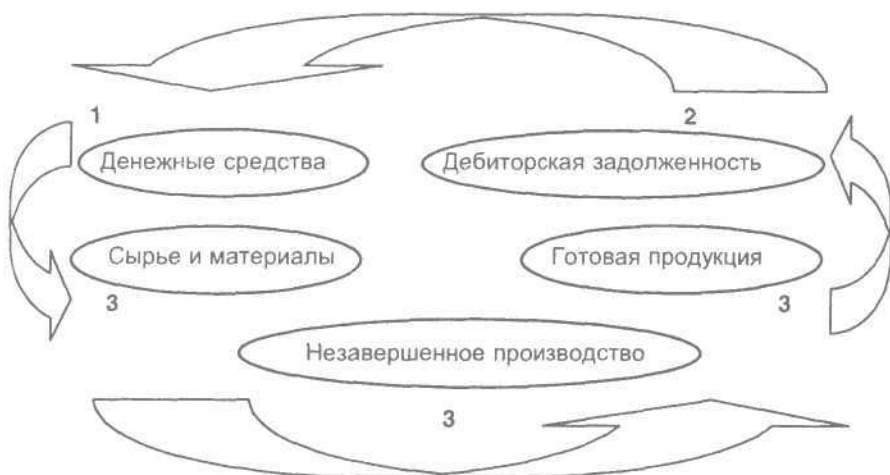 1
2
Денежные средства
Дебиторская задолженность
Сырье и материалы
Готовая продукция
3
3
Незавершенное производство
3